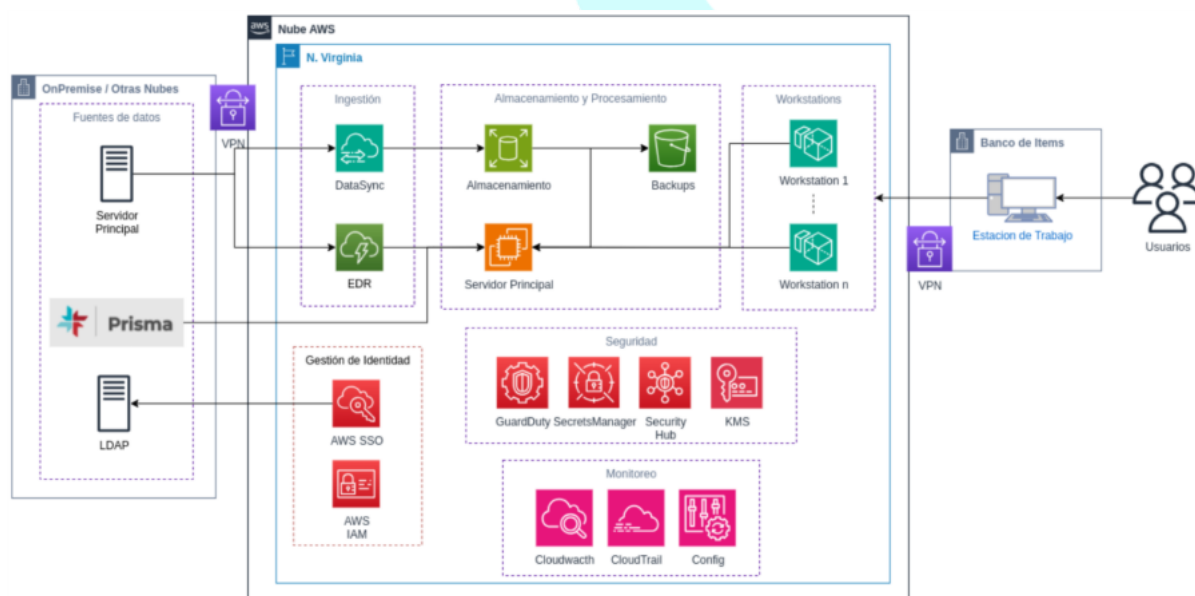 aws
Nube AWS
N. Virginia
OnPremise / Otras Nubes
Fuentes de datos
Servidor
Principal
Prisma
LDAP
VPN
Ingestión
DataSync
EDR
Almacenamiento y Procesamiento
Almacenamiento
Backups
Servidor Principal
Workstations
Workstation 1
Workstation n
Banco de Items
Estacion de Trabajo
VPN
Usuarios
Gestión de Identidad
AWS SSO
AWS
IAM
Seguridad
GuardDuty
SecretsManager
Security
Hub
KMS
Monitoreo
Cloudwacth
CloudTrail
Config